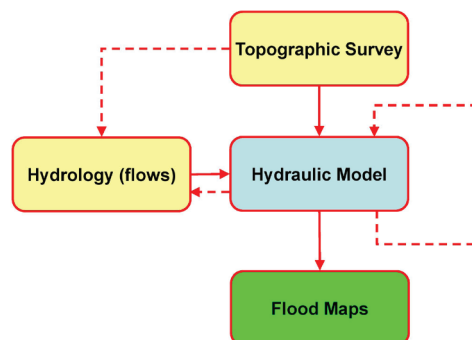 Topographic Survey
Hydrology (flows)
Hydraulic Model
Flood Maps